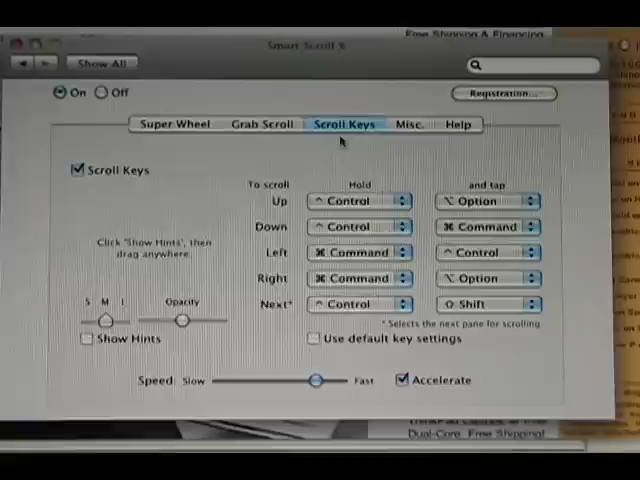 Free Shipping & Financing
Smart Scroll X
Show All
On Off
Registration...
Super Wheel Grab Scroll Scroll Keys Misc. Help
Scroll Keys
To scroll Hold and tap
Up ^ Control ⌥ Option
Down ^ Control ⌘ Command
Click 'Show Hints', then
drag anywhere.
Left ⌘ Command ^ Control
Right ⌘ Command ⌥ Option
S M L Opacity
Next* ^ Control ⇧ Shift
* Selects the next pane for scrolling
Show Hints
Use default key settings
Speed: Slow Fast Accelerate
Dual-Core. Free Shipping!